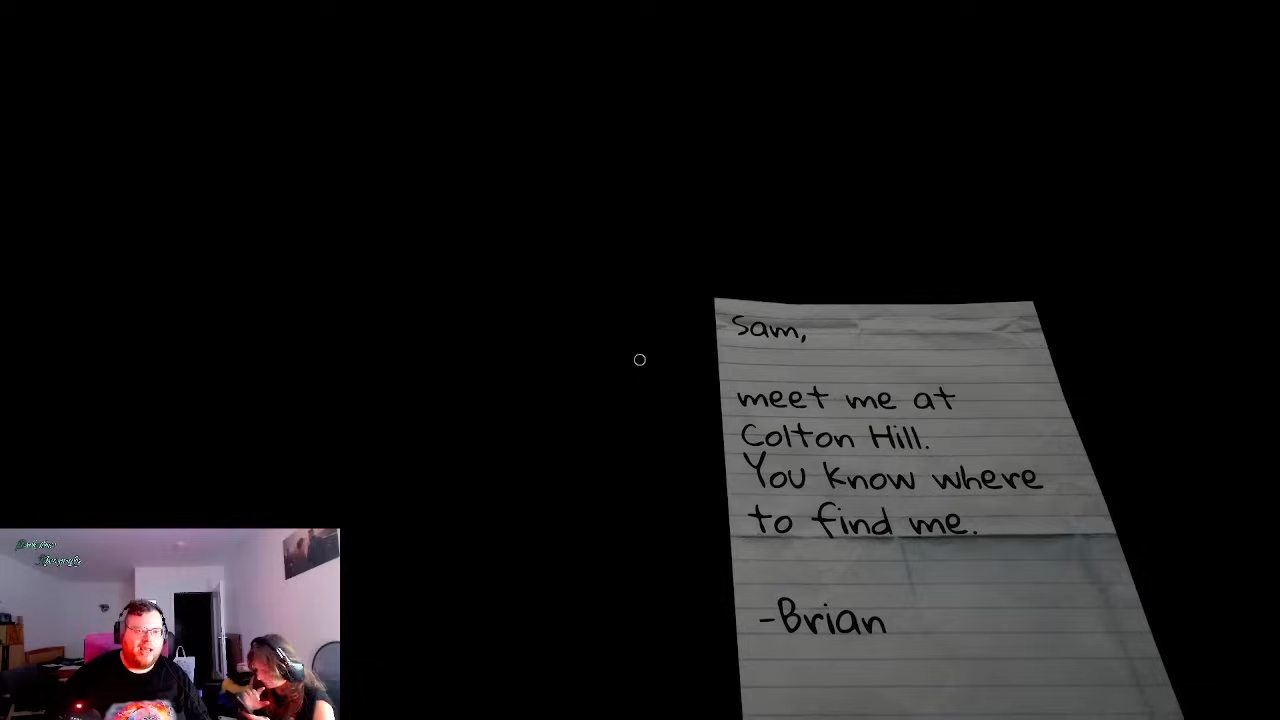 Sam,
meet me at
Colton Hill.
You know where
to find me.
-Brian